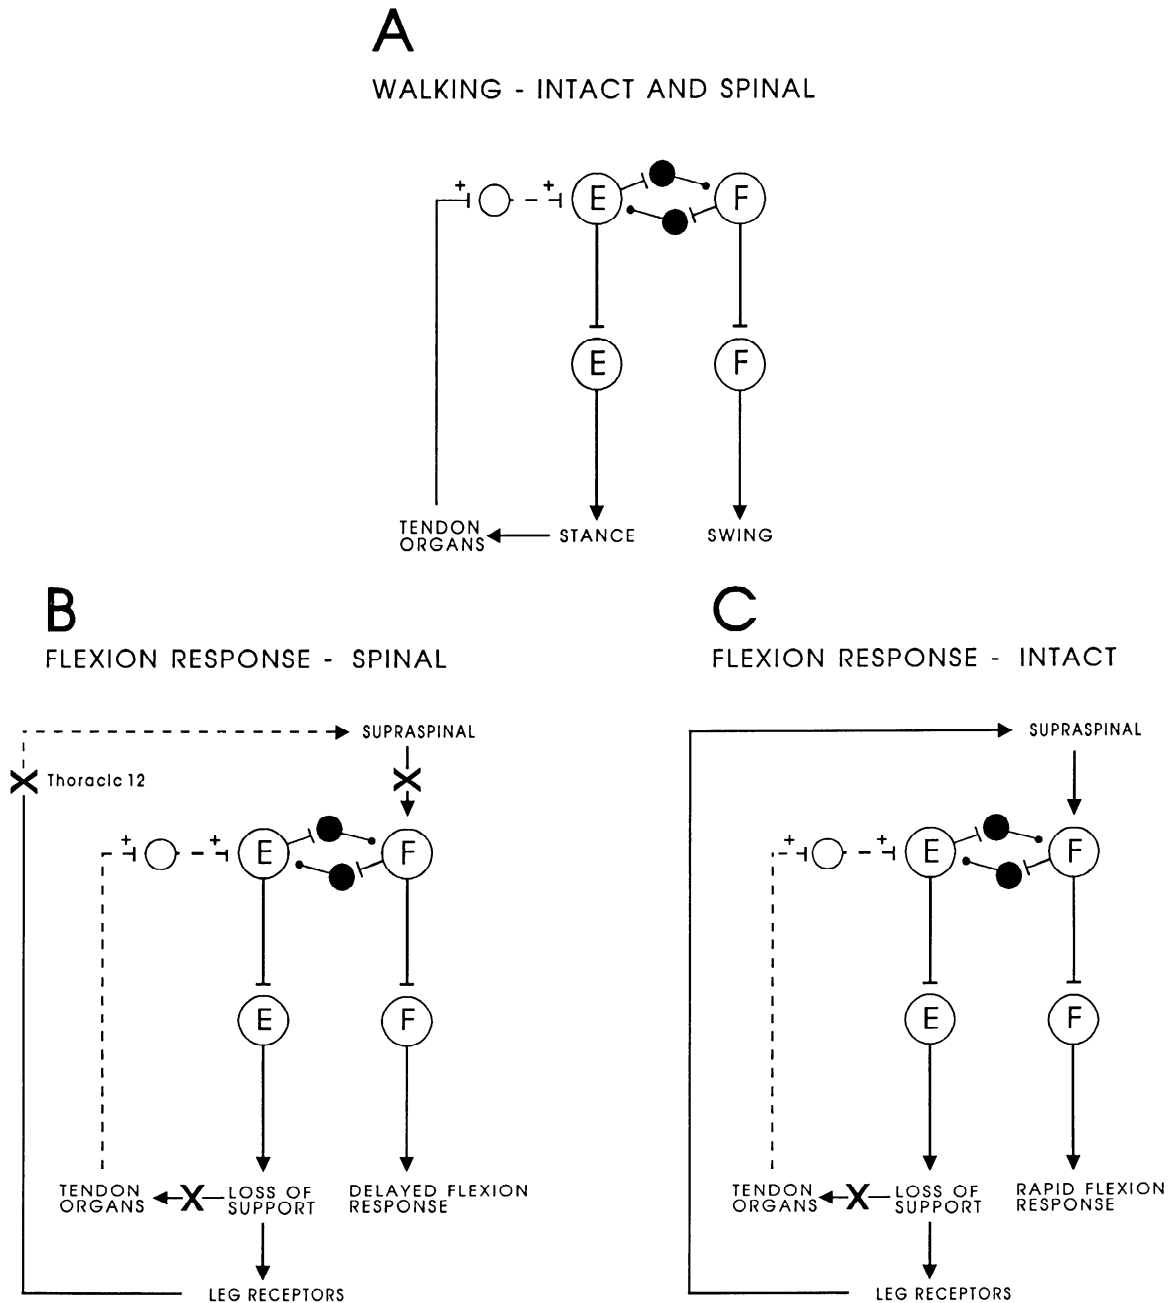 A
WALKING - INTACT AND SPINAL
+ + E F
E F
TENDON
ORGANS
STANCE
SWING
B
FLEXION RESPONSE - SPINAL
SUPRASPINAL
X Thoracic 12
X
+ + E F
E F
TENDON
ORGANS
X
LOSS OF
SUPPORT
DELAYED FLEXION
RESPONSE
LEG RECEPTORS
C
FLEXION RESPONSE - INTACT
SUPRASPINAL
+ + E F
E F
TENDON
ORGANS
X
LOSS OF
SUPPORT
RAPID FLEXION
RESPONSE
LEG RECEPTORS